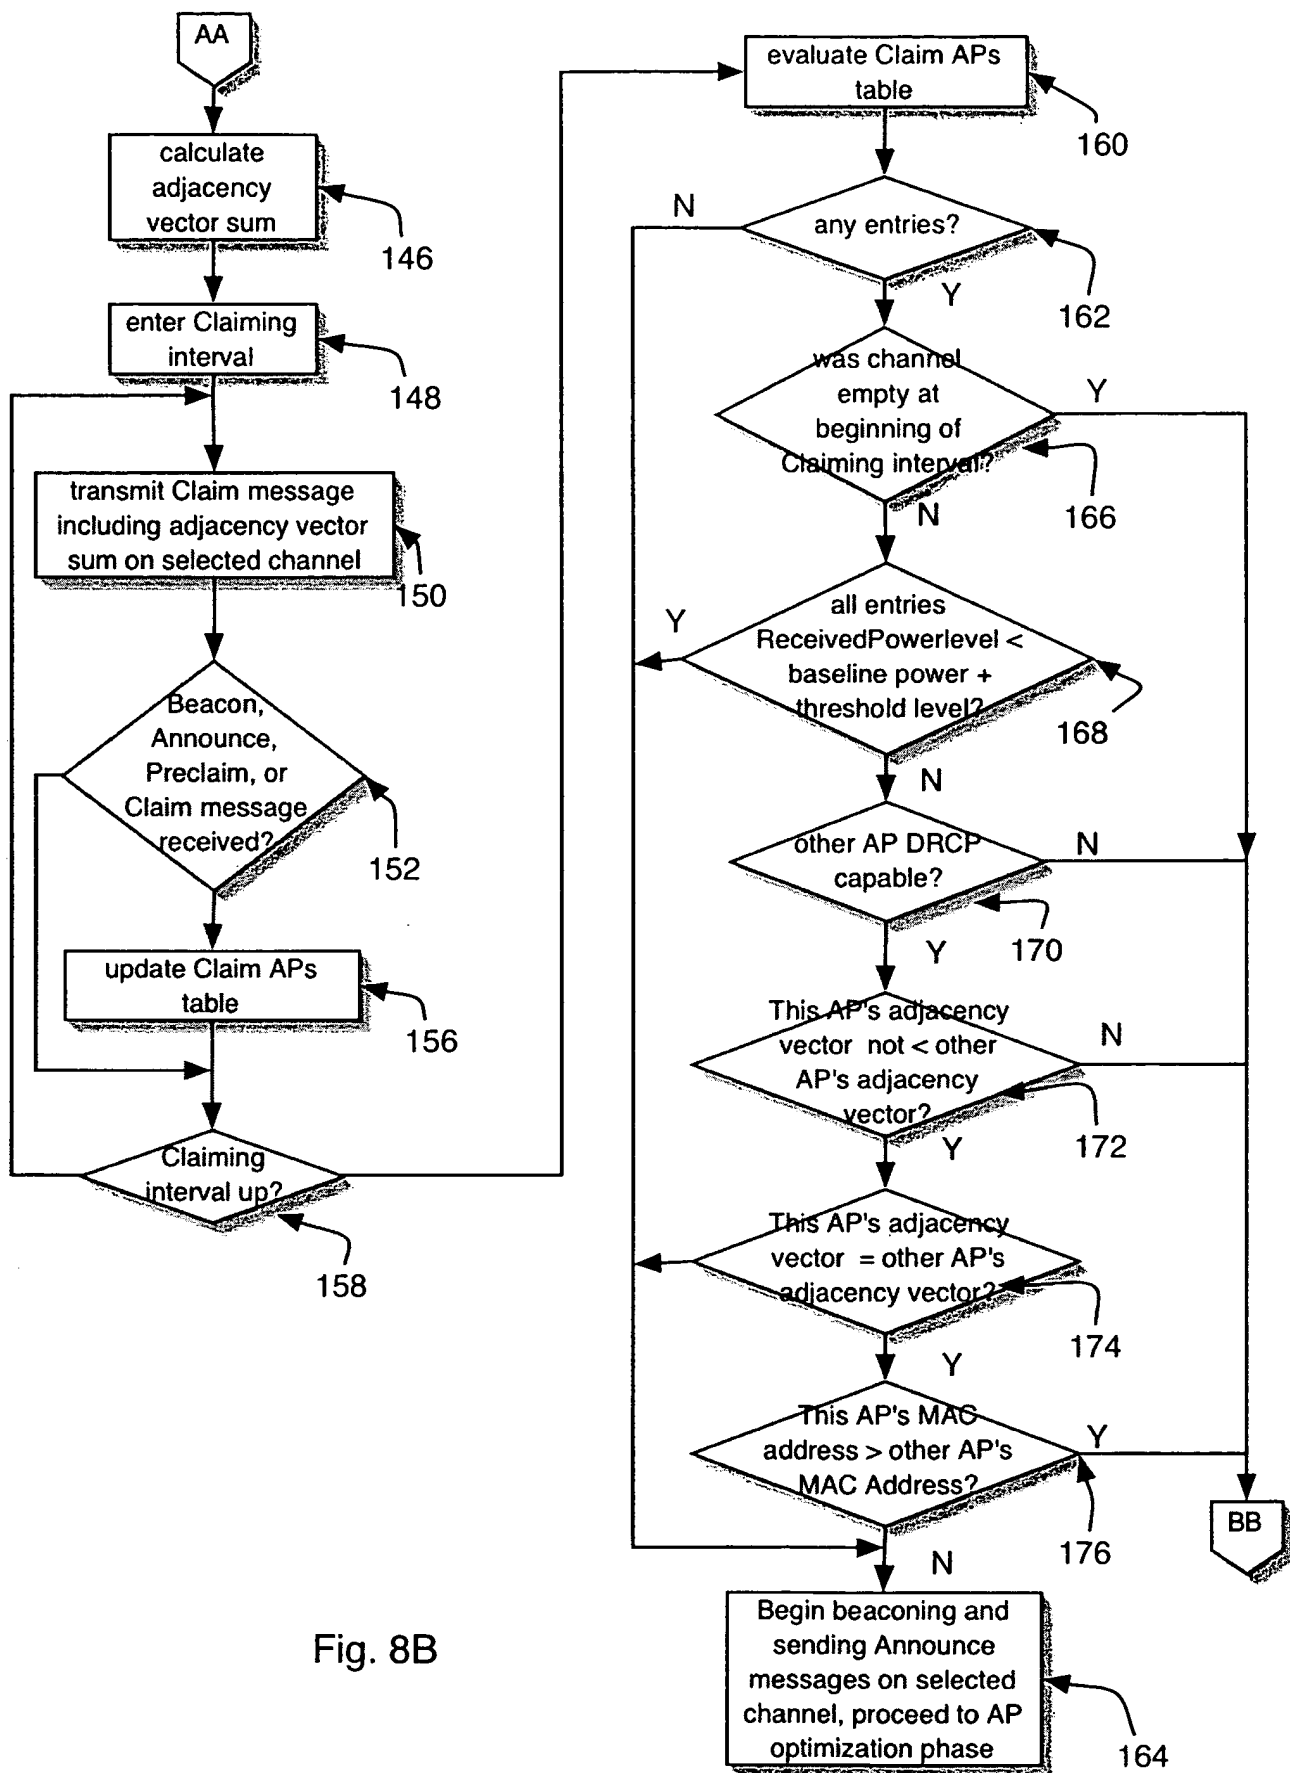 AA
calculate
adjacency
vector sum
146
enter Claiming
interval
148
transmit Claim message
including adjacency vector
sum on selected channel
150
Beacon,
Announce,
Preclaim, or
Claim message
received?
152
update Claim APs
table
156
Claiming
interval up?
158
evaluate Claim APs
table
160
N
any entries?
162
Y
was channel
empty at
beginning of
Claiming interval?
Y
166
N
all entries
ReceivedPowerlevel <
baseline power +
threshold level?
Y
168
N
other AP DRCP
capable?
N
170
Y
This AP's adjacency
vector not < other
AP's adjacency
vector?
N
172
Y
This AP's adjacency
vector = other AP's
adjacency vector?
174
Y
This AP's MAC
address > other AP's
MAC Address?
Y
176
BB
N
Begin beaconing and
sending Announce
messages on selected
channel, proceed to AP
optimization phase
164
Fig. 8B